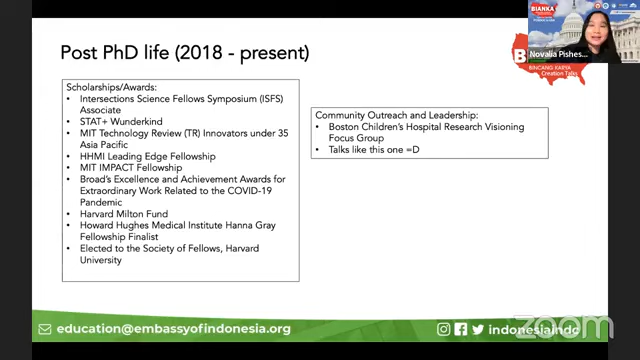 Post PhD life (2018 - present)
Scholarships/Awards:
• Intersections Science Fellows Symposium (ISFS)
Associate
• STAT+ Wunderkind
• MIT Technology Review (TR) Innovators under 35
Asia Pacific
• HHMI Leading Edge Fellowship
• MIT IMPACT Fellowship
• Broad's Excellence and Achievement Awards for
Extraordinary Work Related to the COVID-19
Pandemic
• Harvard Milton Fund
• Howard Hughes Medical Institute Hanna Gray
Fellowship Finalist
• Elected to the Society of Fellows, Harvard
University
Community Outreach and Leadership:
• Boston Children's Hospital Research Visioning
Focus Group
• Talks like this one =D
BIANKA
Novalia Pishes...
B
BINCANG KARYA
Creation Talks
education@embassyofindonesia.org
indonesiaindc
zoom